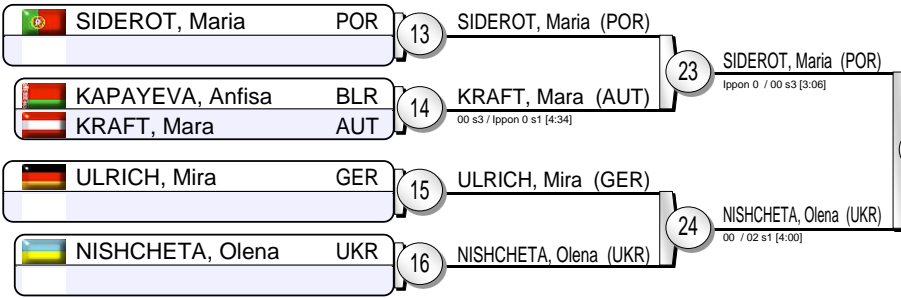 SIDEROT, Maria POR
13
SIDEROT, Maria (POR)
KAPAYEVA, Anfisa BLR
KRAFT, Mara AUT
14
KRAFT, Mara (AUT)
00 s3 / Ippon 0 s1 [4:34]
23
SIDEROT, Maria (POR)
Ippon 0 / 00 s3 [3:06]
ULRICH, Mira GER
15
ULRICH, Mira (GER)
NISHCHETA, Olena UKR
16
NISHCHETA, Olena (UKR)
24
NISHCHETA, Olena (UKR)
00 / 02 s1 [4:00]